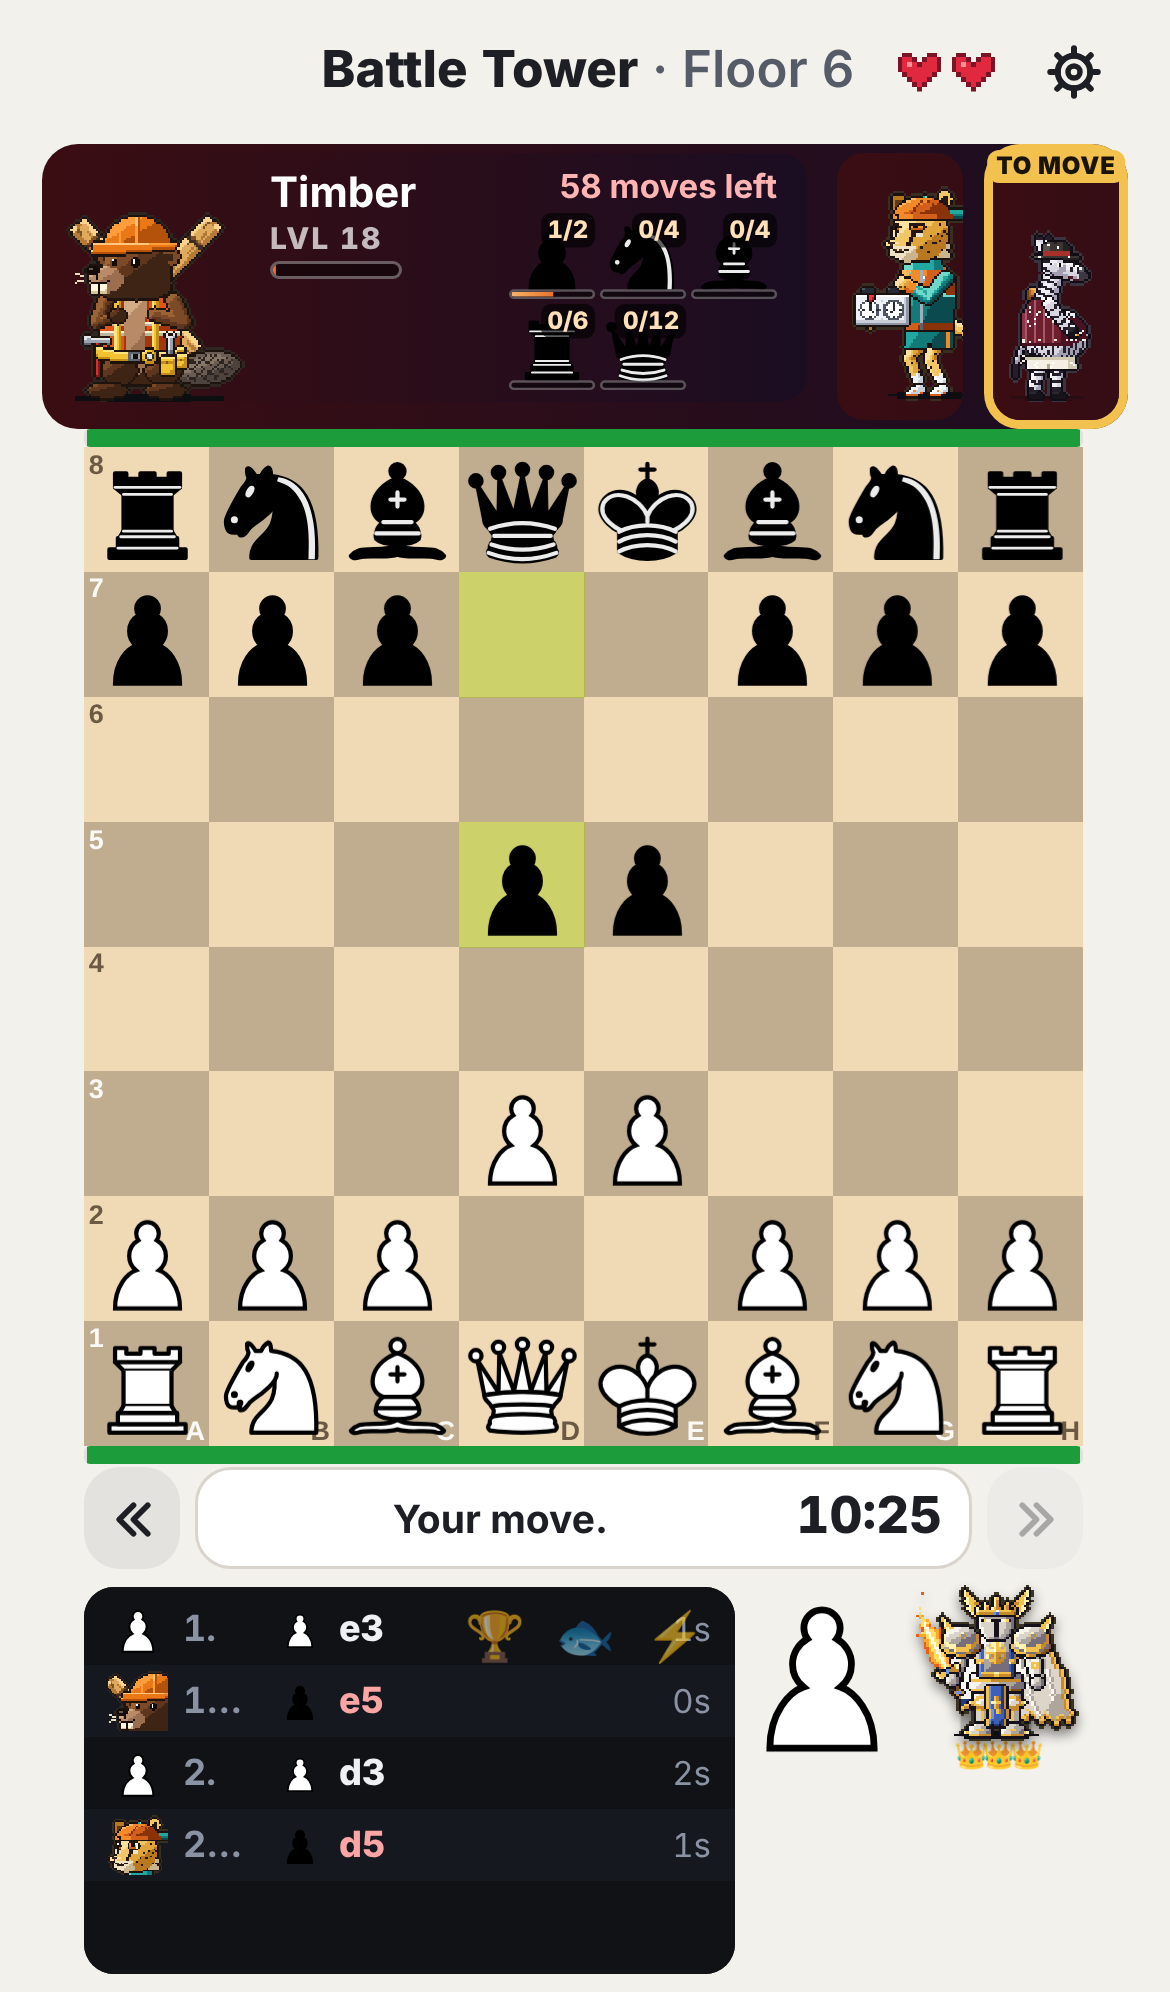 Battle Tower · Floor 6
TO MOVE
Timber
58 moves left
LVL 18
1/2 0/4 0/4
0/6 0/12
8
7
6
5
4
3
2
1
A B C D E F G H
Your move. 10:25
1. e3 1s
1... e5 0s
2. d3 2s
2... d5 1s